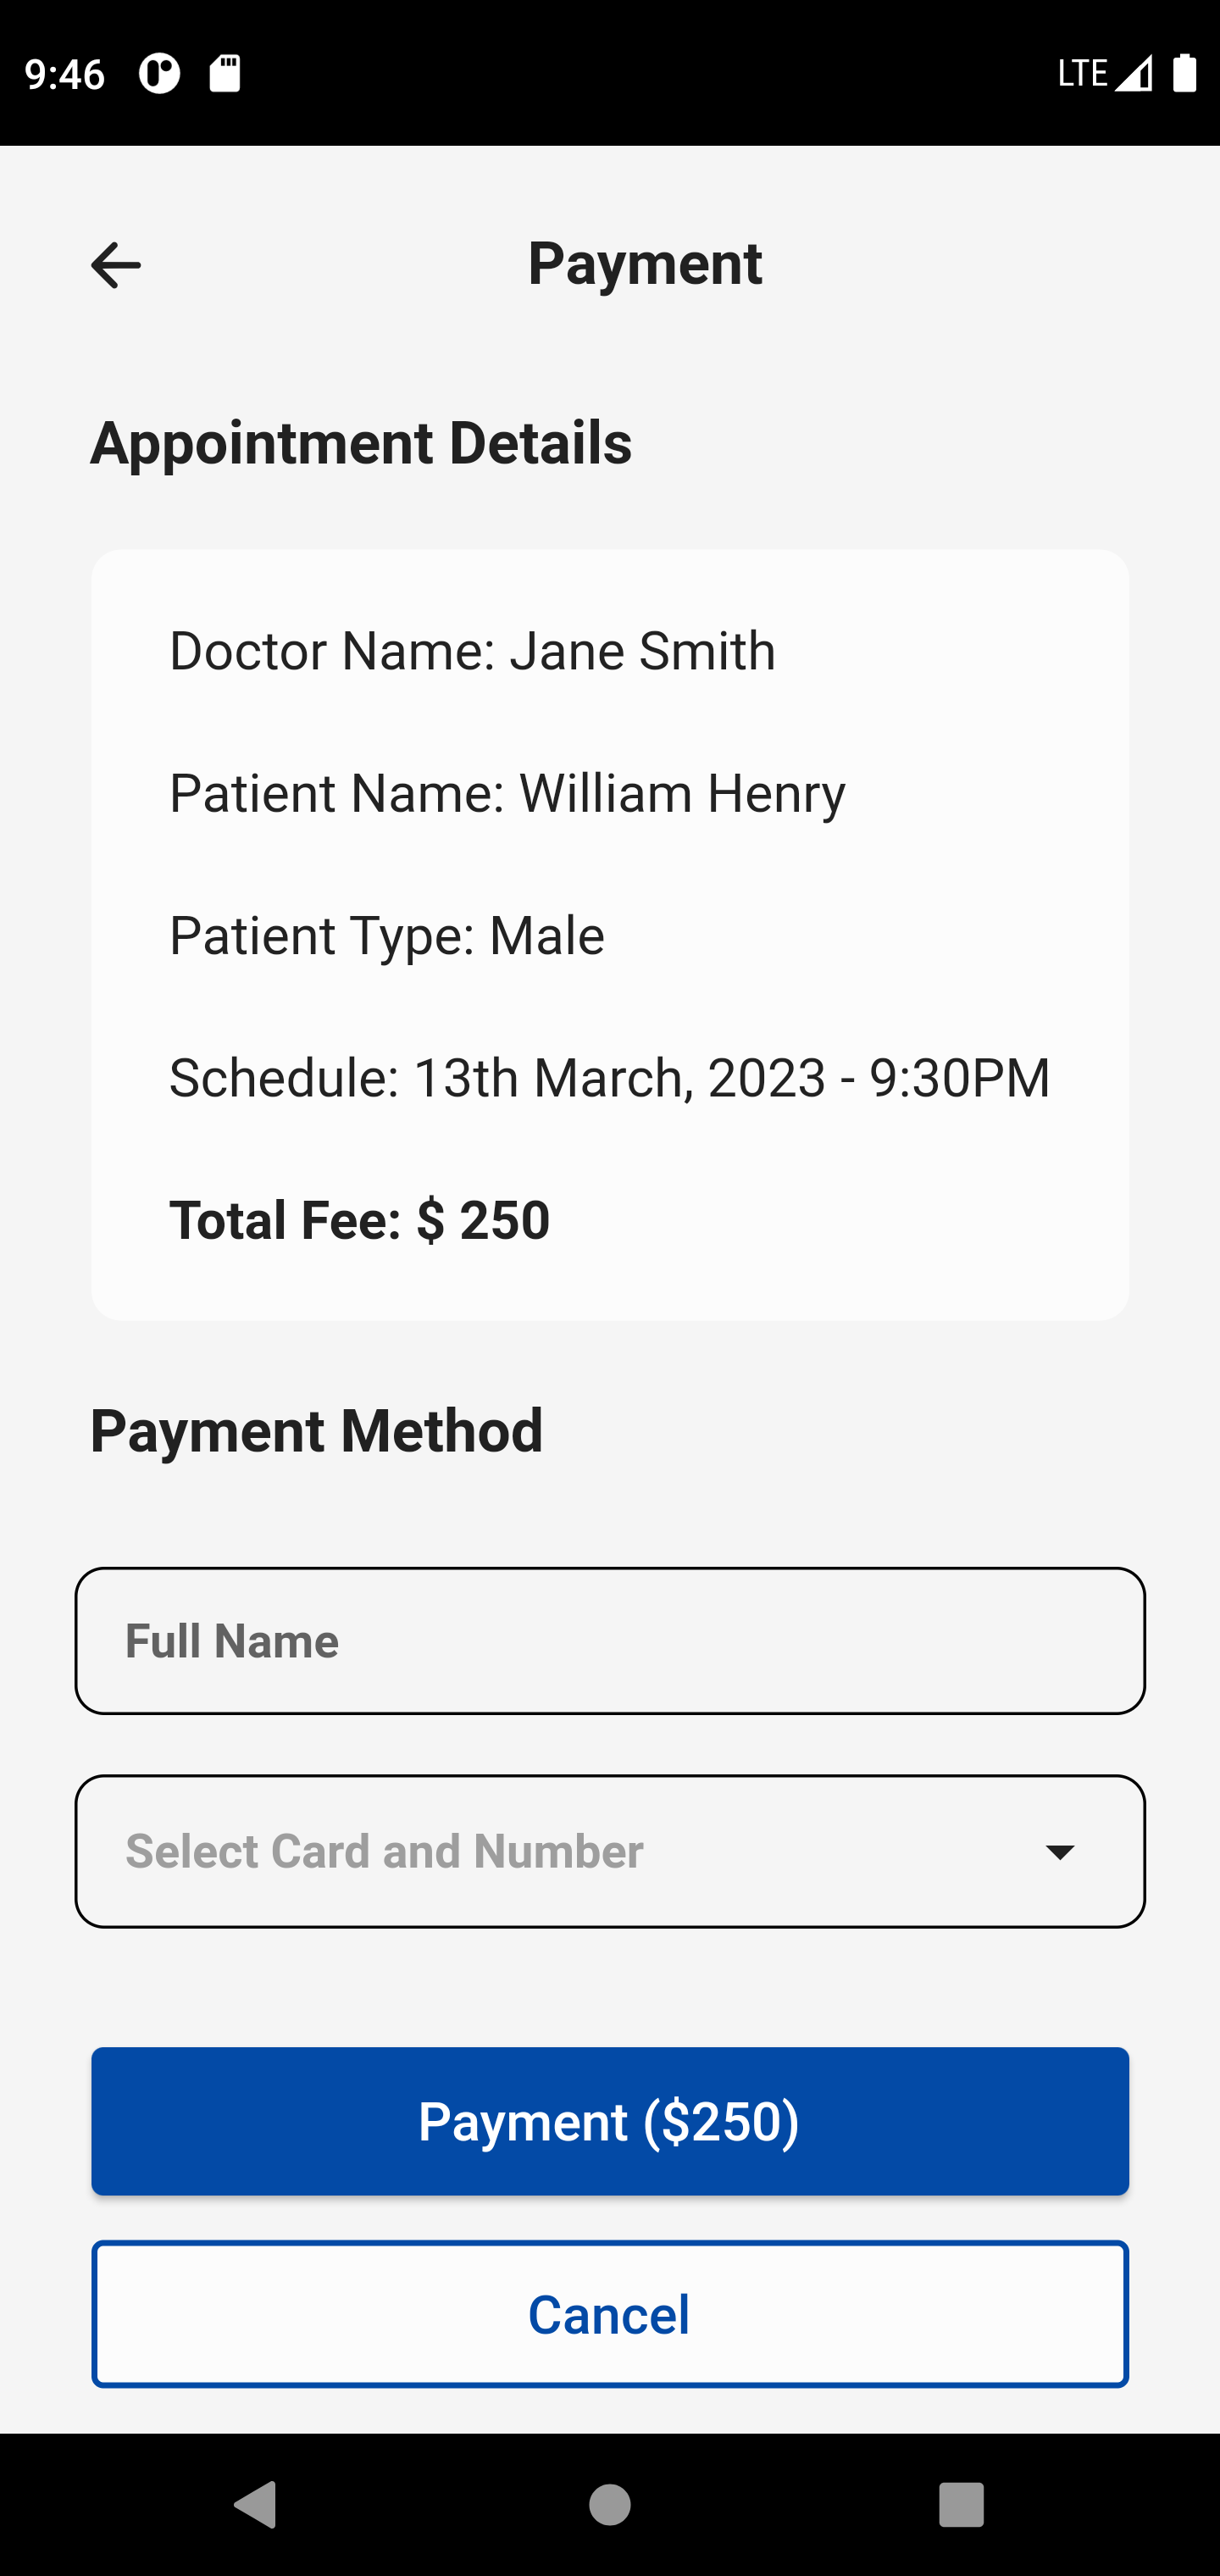 9:46 LTE
Payment
Appointment Details
Doctor Name: Jane Smith
Patient Name: William Henry
Patient Type: Male
Schedule: 13th March, 2023 - 9:30PM
Total Fee: $ 250
Payment Method
Full Name
Select Card and Number
Payment ($250)
Cancel